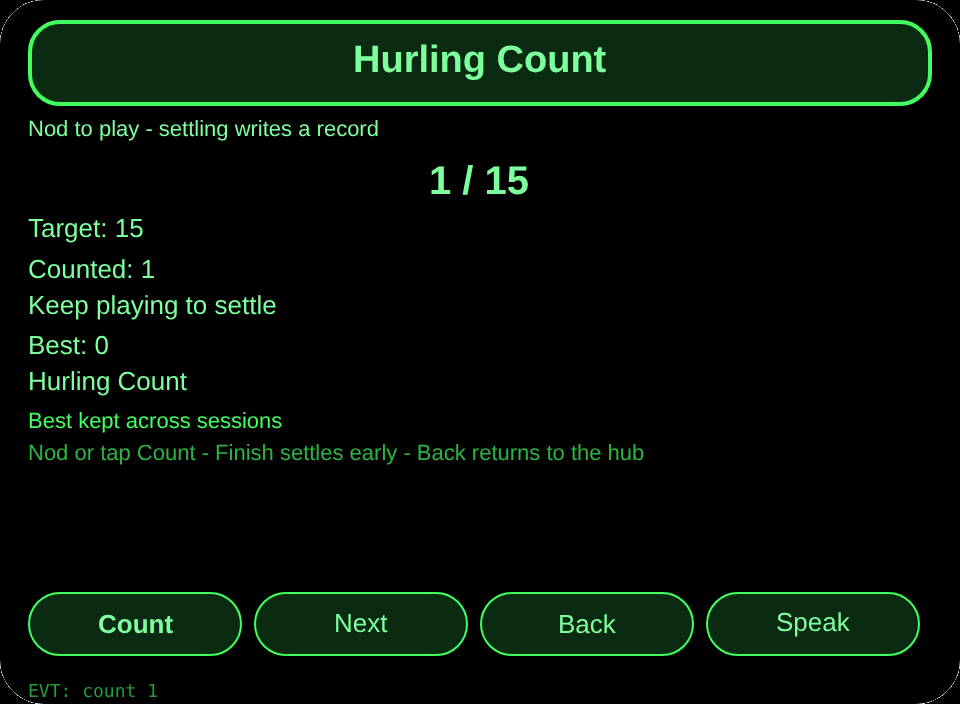 Hurling Count
Nod to play - settling writes a record
1 / 15
Target: 15
Counted: 1
Keep playing to settle
Best: 0
Hurling Count
Best kept across sessions
Nod or tap Count - Finish settles early - Back returns to the hub
Count Next Back Speak
EVT: count 1